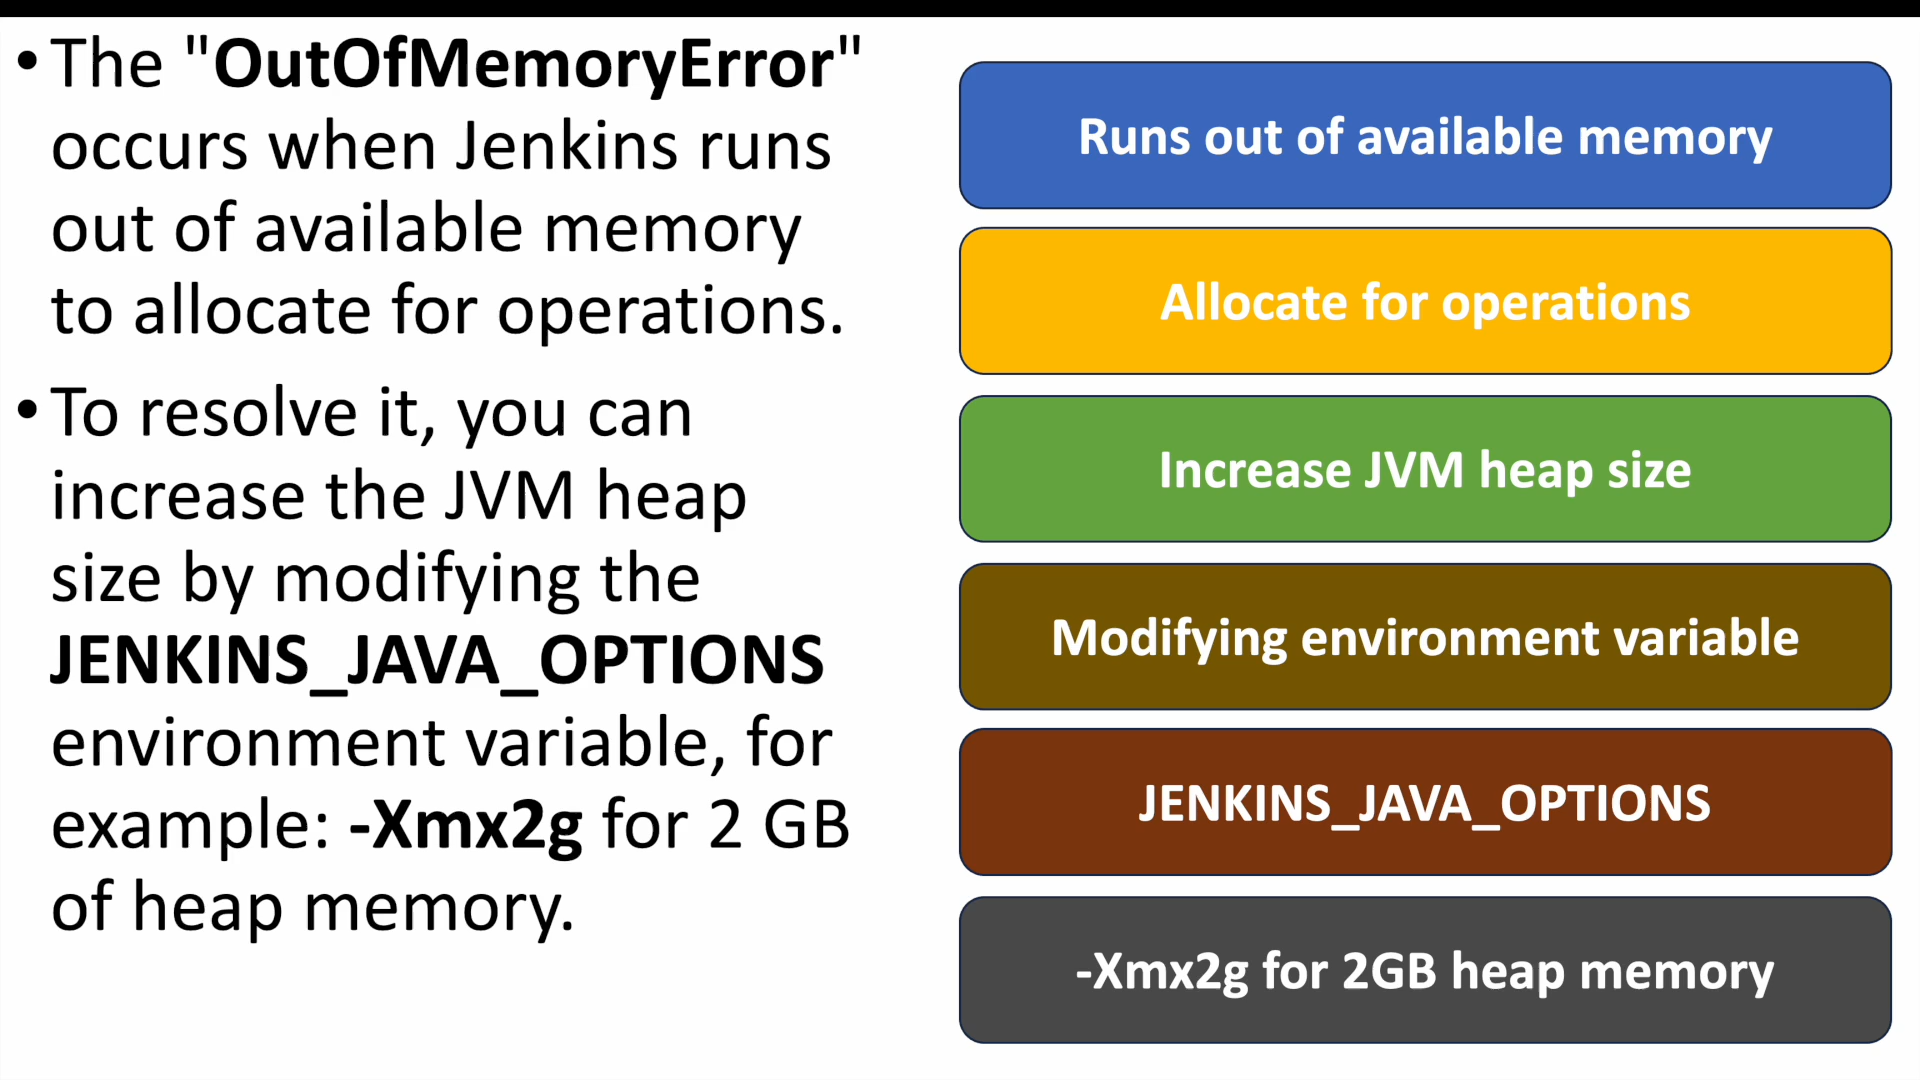 • The "OutOfMemoryError"
occurs when Jenkins runs
out of available memory
to allocate for operations.
• To resolve it, you can
increase the JVM heap
size by modifying the
JENKINS_JAVA_OPTIONS
environment variable, for
example: -Xmx2g for 2 GB
of heap memory.
Runs out of available memory
Allocate for operations
Increase JVM heap size
Modifying environment variable
JENKINS_JAVA_OPTIONS
-Xmx2g for 2GB heap memory